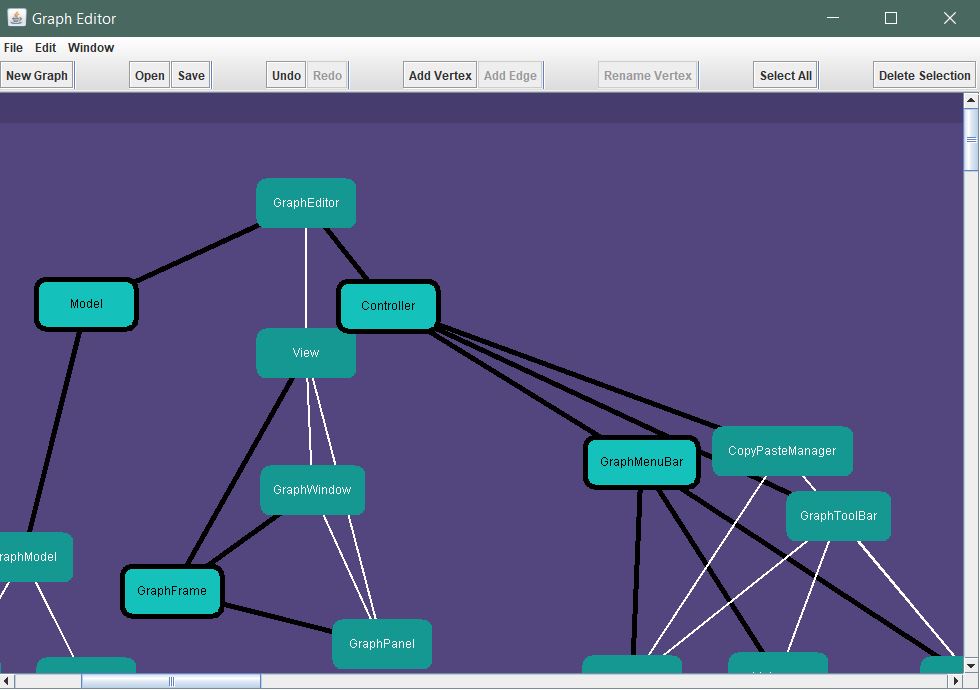 Graph Editor
File Edit Window
New Graph Open Save Undo Redo Add Vertex Add Edge Rename Vertex Select All Delete Selection
GraphEditor
Model
Controller
View
CopyPasteManager
GraphMenuBar
GraphWindow
GraphToolBar
raphModel
GraphFrame
GraphPanel